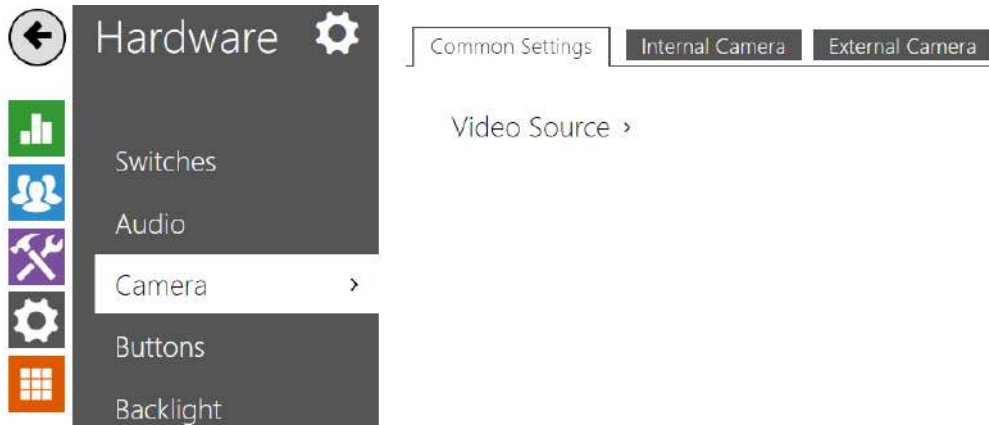 Hardware
Switches
Audio
Camera
Buttons
Backlight
Common Settings
Internal Camera
External Camera
Video Source